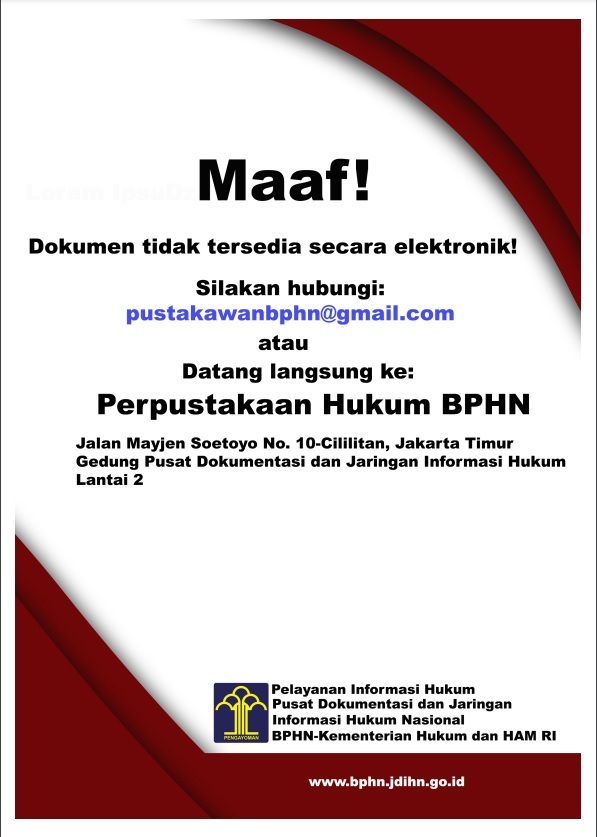 Maaf!
Dokumen tidak tersedia secara elektronik!
Silakan hubungi:
pustakawanbphn@gmail.com
atau
Datang langsung ke:
Perpustakaan Hukum BPHN
Jalan Mayjen Soetoyo No. 10-Cililitan, Jakarta Timur
Gedung Pusat Dokumentasi dan Jaringan Informasi Hukum
Lantai 2
PENGAYOMAN
Pelayanan Informasi Hukum
Pusat Dokumentasi dan Jaringan
Informasi Hukum Nasional
BPHN-Kementerian Hukum dan HAM RI
www.bphn.jdihn.go.id